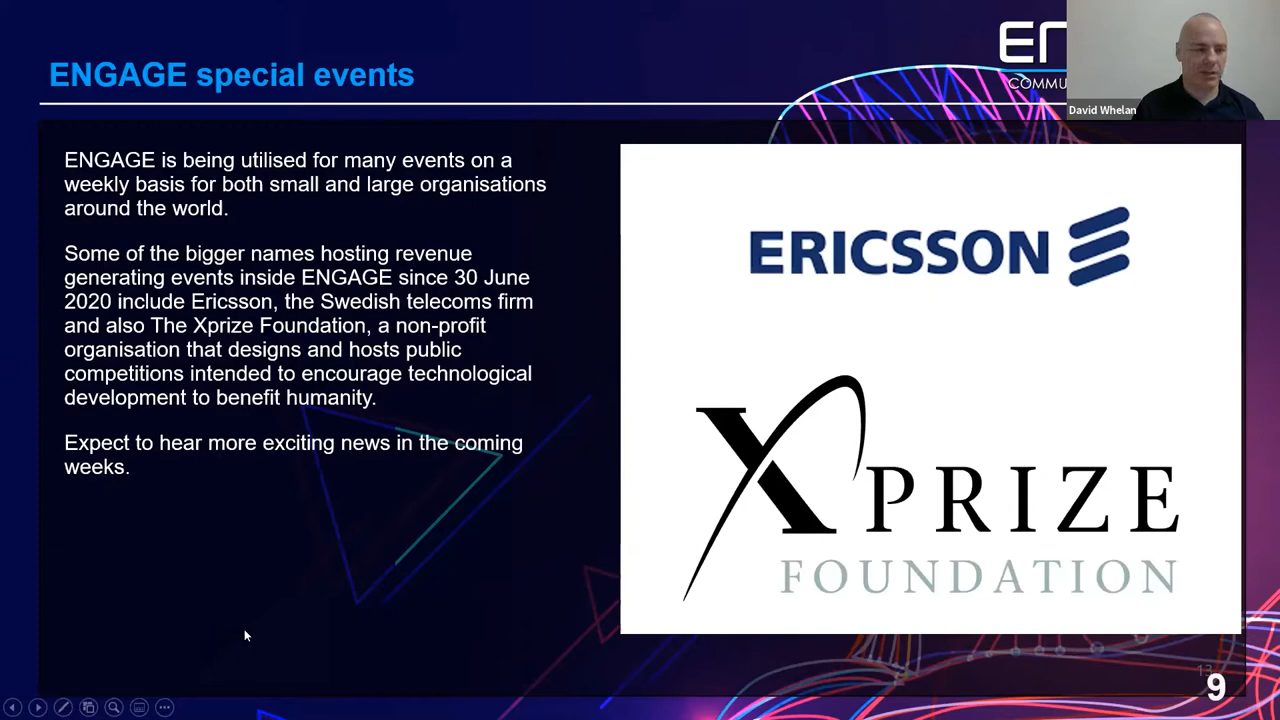 ENGAGE special events
COMMU
David Whelan
ENGAGE is being utilised for many events on a
weekly basis for both small and large organisations
around the world.
Some of the bigger names hosting revenue
generating events inside ENGAGE since 30 June
2020 include Ericsson, the Swedish telecoms firm
and also The Xprize Foundation, a non-profit
organisation that designs and hosts public
competitions intended to encourage technological
development to benefit humanity.
Expect to hear more exciting news in the coming
weeks.
ERICSSON
XPRIZE
FOUNDATION
13
9